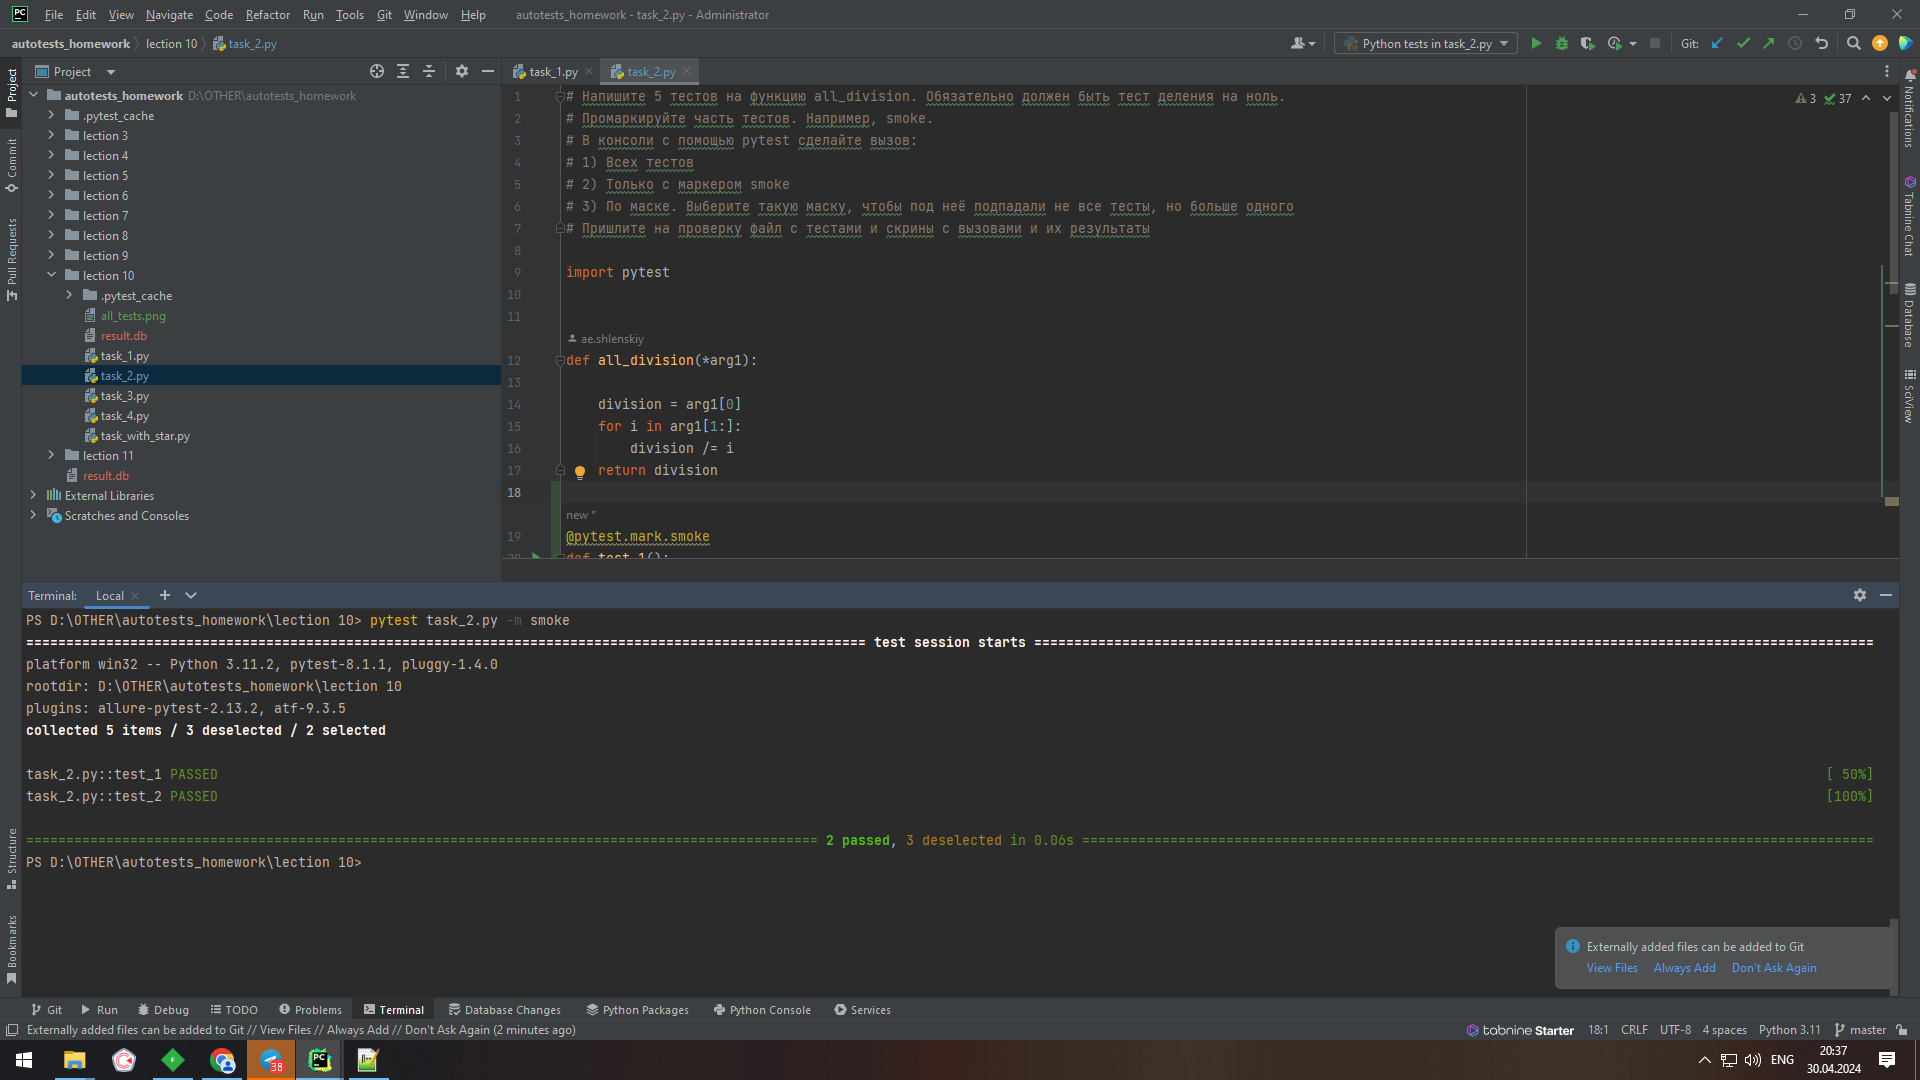 File Edit View Navigate Code Refactor Run Tools Git Window Help autotests_homework - task_2.py - Administrator
autotests_homework lection 10 task_2.py
Python tests in task_2.py Git:
Project
task_1.py task_2.py
autotests_homework D:\OTHER\autotests_homework
.pytest_cache
lection 3
lection 4
lection 5
lection 6
lection 7
lection 8
lection 9
lection 10
.pytest_cache
all_tests.png
result.db
task_1.py
task_2.py
task_3.py
task_4.py
task_with_star.py
lection 11
result.db
External Libraries
Scratches and Consoles
Project
Commit
Pull Requests
Structure
Bookmarks
3 37
1 # Напишите 5 тестов на функцию all_division. Обязательно должен быть тест деления на ноль.
2 # Промаркируйте часть тестов. Например, smoke.
3 # В консоли с помощью pytest сделайте вызов:
4 # 1) Всех тестов
5 # 2) Только с маркером smoke
6 # 3) По маске. Выберите такую маску, чтобы под неё подпадали не все тесты, но больше одного
7 # Пришлите на проверку файл с тестами и скрины с вызовами и их результаты
8
9 import pytest
10
11
ae.shlenskiy
12 def all_division(*arg1):
13
14 division = arg1[0]
15 for i in arg1[1:]:
16 division /= i
17 return division
18
new *
19 @pytest.mark.smoke
20 def test_1():
Notifications
Tabnine Chat
Database
SciView
Terminal: Local
PS D:\OTHER\autotests_homework\lection 10> pytest task_2.py -m smoke
test session starts
platform win32 -- Python 3.11.2, pytest-8.1.1, pluggy-1.4.0
rootdir: D:\OTHER\autotests_homework\lection 10
plugins: allure-pytest-2.13.2, atf-9.3.5
collected 5 items / 3 deselected / 2 selected
task_2.py::test_1 PASSED [ 50%]
task_2.py::test_2 PASSED [100%]
2 passed, 3 deselected in 0.06s
PS D:\OTHER\autotests_homework\lection 10>
Externally added files can be added to Git
View Files Always Add Don't Ask Again
Git Run Debug TODO Problems Terminal Database Changes Python Packages Python Console Services
Externally added files can be added to Git // View Files // Always Add // Don't Ask Again (2 minutes ago)
tabnine Starter 18:1 CRLF UTF-8 4 spaces Python 3.11 master
38
ENG
20:37
30.04.2024